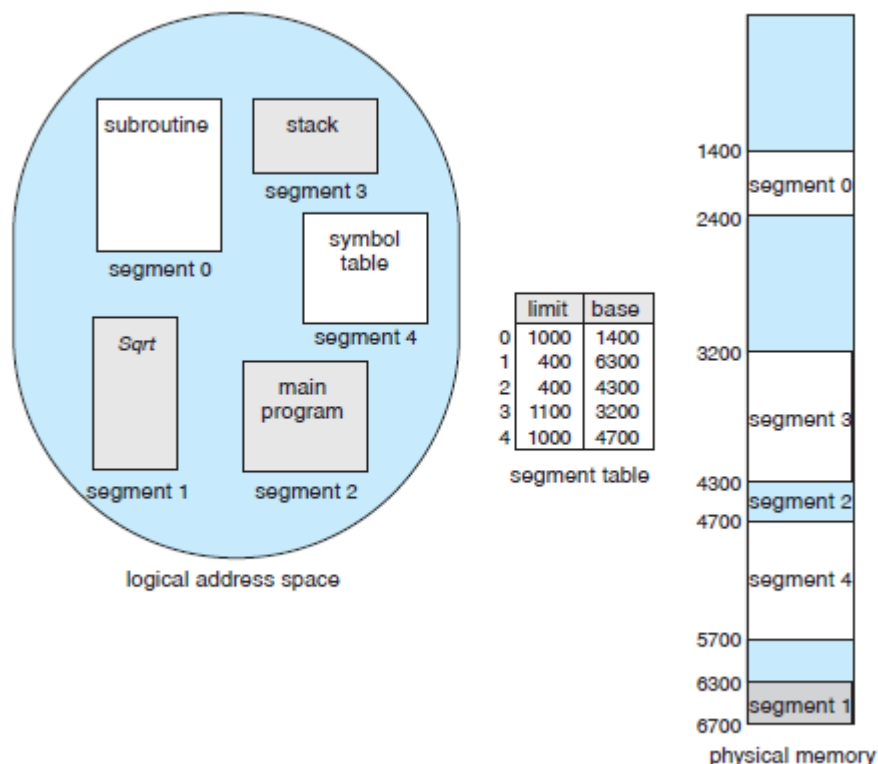 subroutine
segment 0
stack
segment 3
symbol
table
segment 4
Sqrt
segment 1
main
program
segment 2
logical address space
limit base
0 1000 1400
1 400 6300
2 400 4300
3 1100 3200
4 1000 4700
segment table
1400
segment 0
2400
3200
segment 3
4300
segment 2
4700
segment 4
5700
6300
segment 1
6700
physical memory